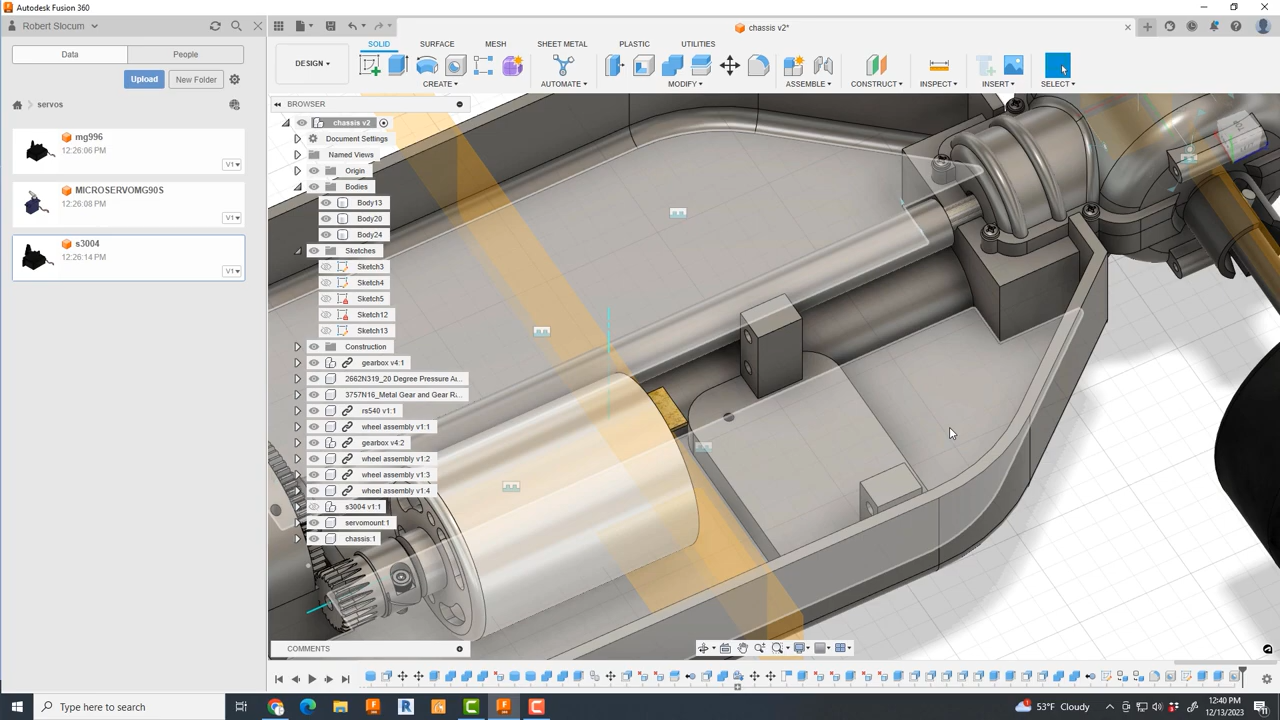 Autodesk Fusion 360
Robert Slocum
chassis v2*
Data
People
Upload
New Folder
servos
mg996
12:26:06 PM
V1
MICROSERVOMG90S
12:26:08 PM
V1
s3004
12:26:14 PM
V1
SOLID
SURFACE
MESH
SHEET METAL
PLASTIC
UTILITIES
DESIGN
CREATE
AUTOMATE
MODIFY
ASSEMBLE
CONSTRUCT
INSPECT
INSERT
SELECT
BROWSER
chassis v2
Document Settings
Named Views
Origin
Bodies
Body13
Body20
Body24
Sketches
Sketch3
Sketch4
Sketch5
Sketch12
Sketch13
Construction
gearbox v4:1
2662N319_20 Degree Pressure An...
3757N16_Metal Gear and Gear R...
rs540 v1:1
wheel assembly v1:1
gearbox v4:2
wheel assembly v1:2
wheel assembly v1:3
wheel assembly v1:4
s3004 v1:1
servomount:1
chassis:1
COMMENTS
Type here to search
53°F Cloudy
12:40 PM
12/13/2023